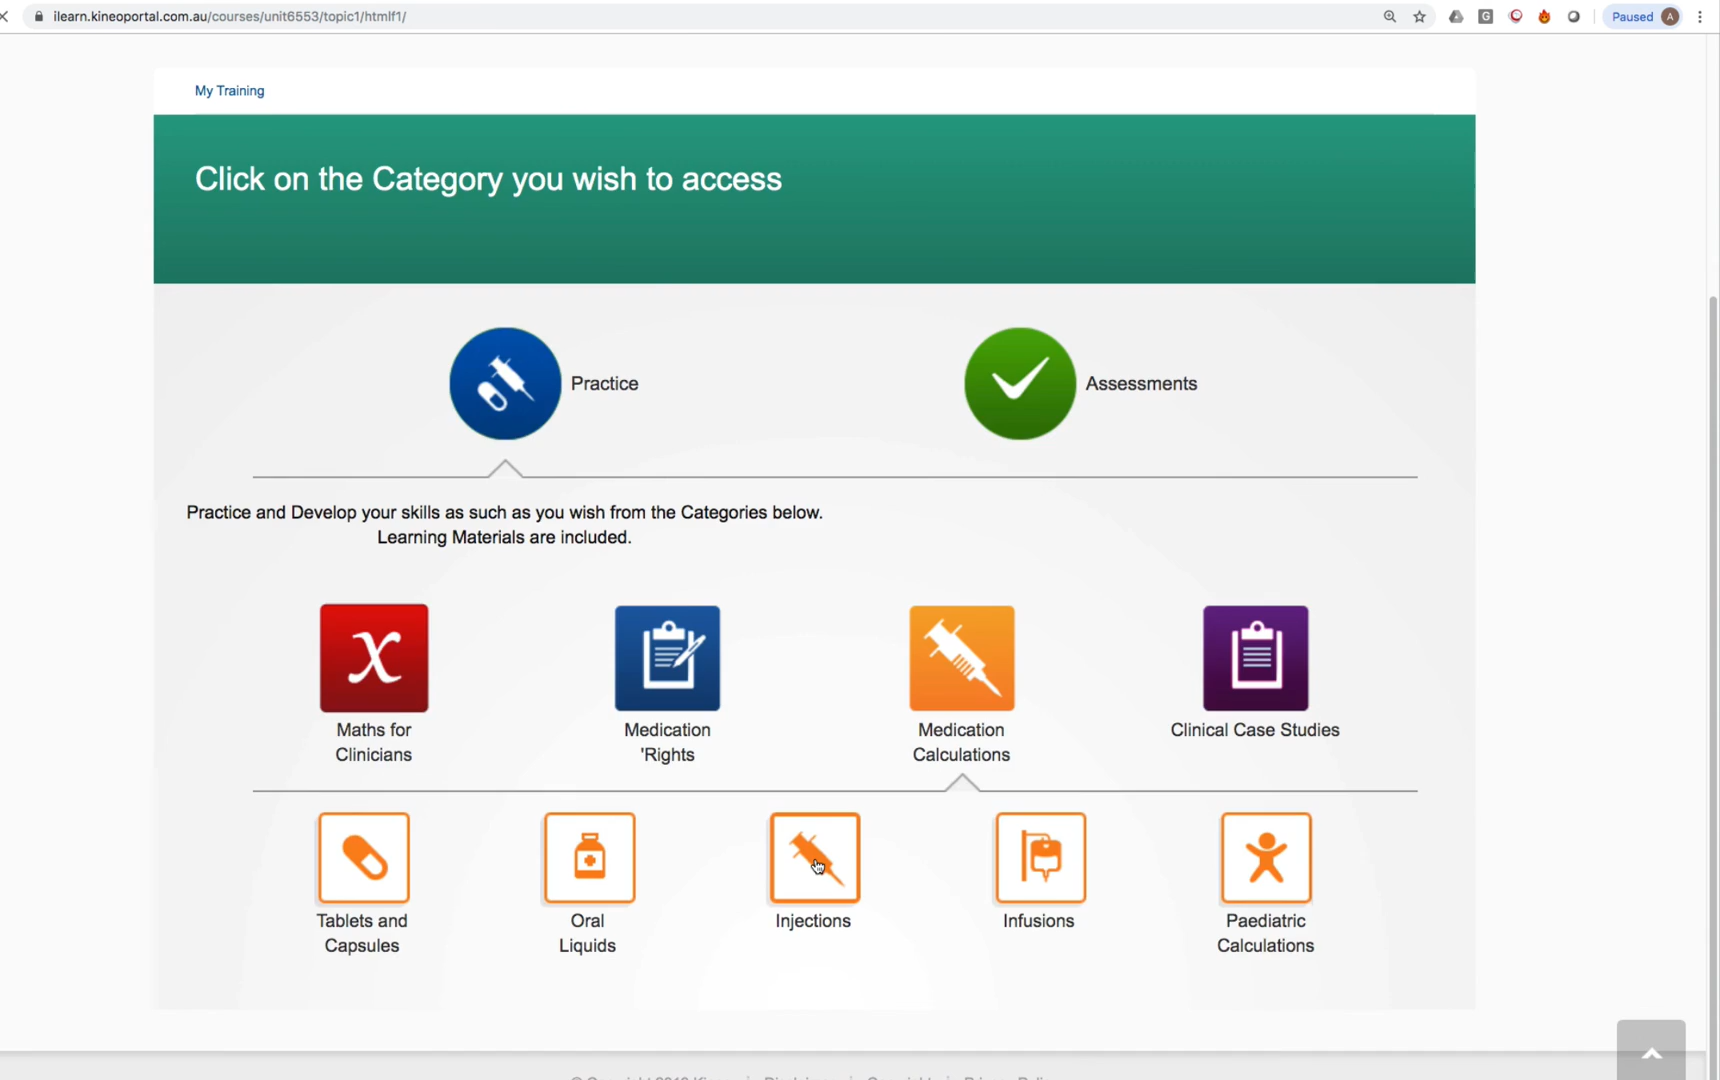 ilearn.kineoportal.com.au/courses/unit6553/topic1/htmlf1/
G
Paused
A
My Training
Click on the Category you wish to access
Practice
Assessments
Practice and Develop your skills as such as you wish from the Categories below.
Learning Materials are included.
x
Maths for
Clinicians
Medication
'Rights
Medication
Calculations
Clinical Case Studies
Tablets and
Capsules
Oral
Liquids
Injections
Infusions
Paediatric
Calculations